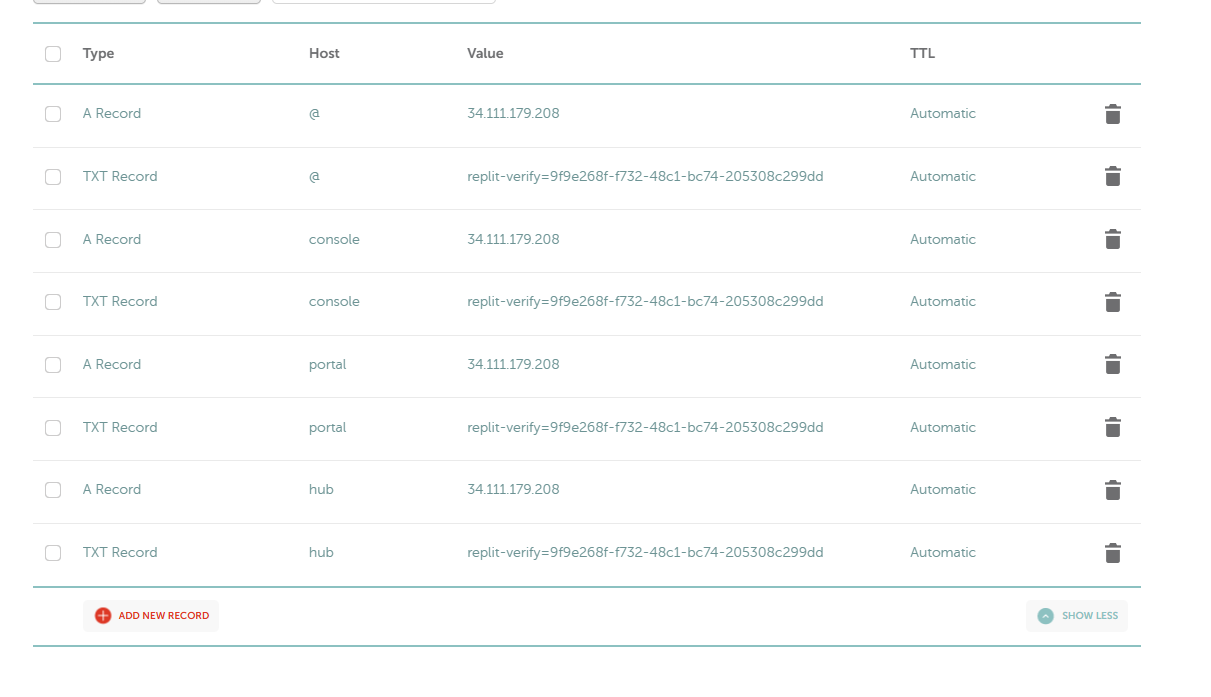 Type Host Value TTL
A Record @ 34.111.179.208 Automatic
TXT Record @ replit-verify=9f9e268f-f732-48c1-bc74-205308c299dd Automatic
A Record console 34.111.179.208 Automatic
TXT Record console replit-verify=9f9e268f-f732-48c1-bc74-205308c299dd Automatic
A Record portal 34.111.179.208 Automatic
TXT Record portal replit-verify=9f9e268f-f732-48c1-bc74-205308c299dd Automatic
A Record hub 34.111.179.208 Automatic
TXT Record hub replit-verify=9f9e268f-f732-48c1-bc74-205308c299dd Automatic
ADD NEW RECORD SHOW LESS